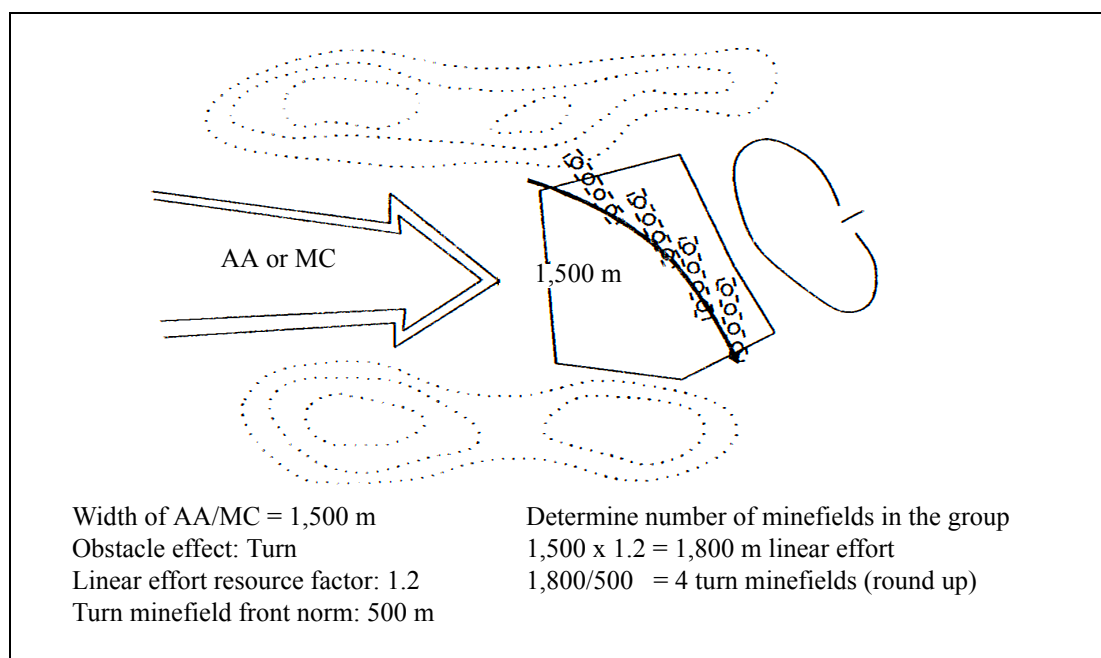 AA or MC
1,500 m
Width of AA/MC = 1,500 m
Obstacle effect: Turn
Linear effort resource factor: 1.2
Turn minefield front norm: 500 m
Determine number of minefields in the group
1,500 x 1.2 = 1,800 m linear effort
1,800/500 = 4 turn minefields (round up)